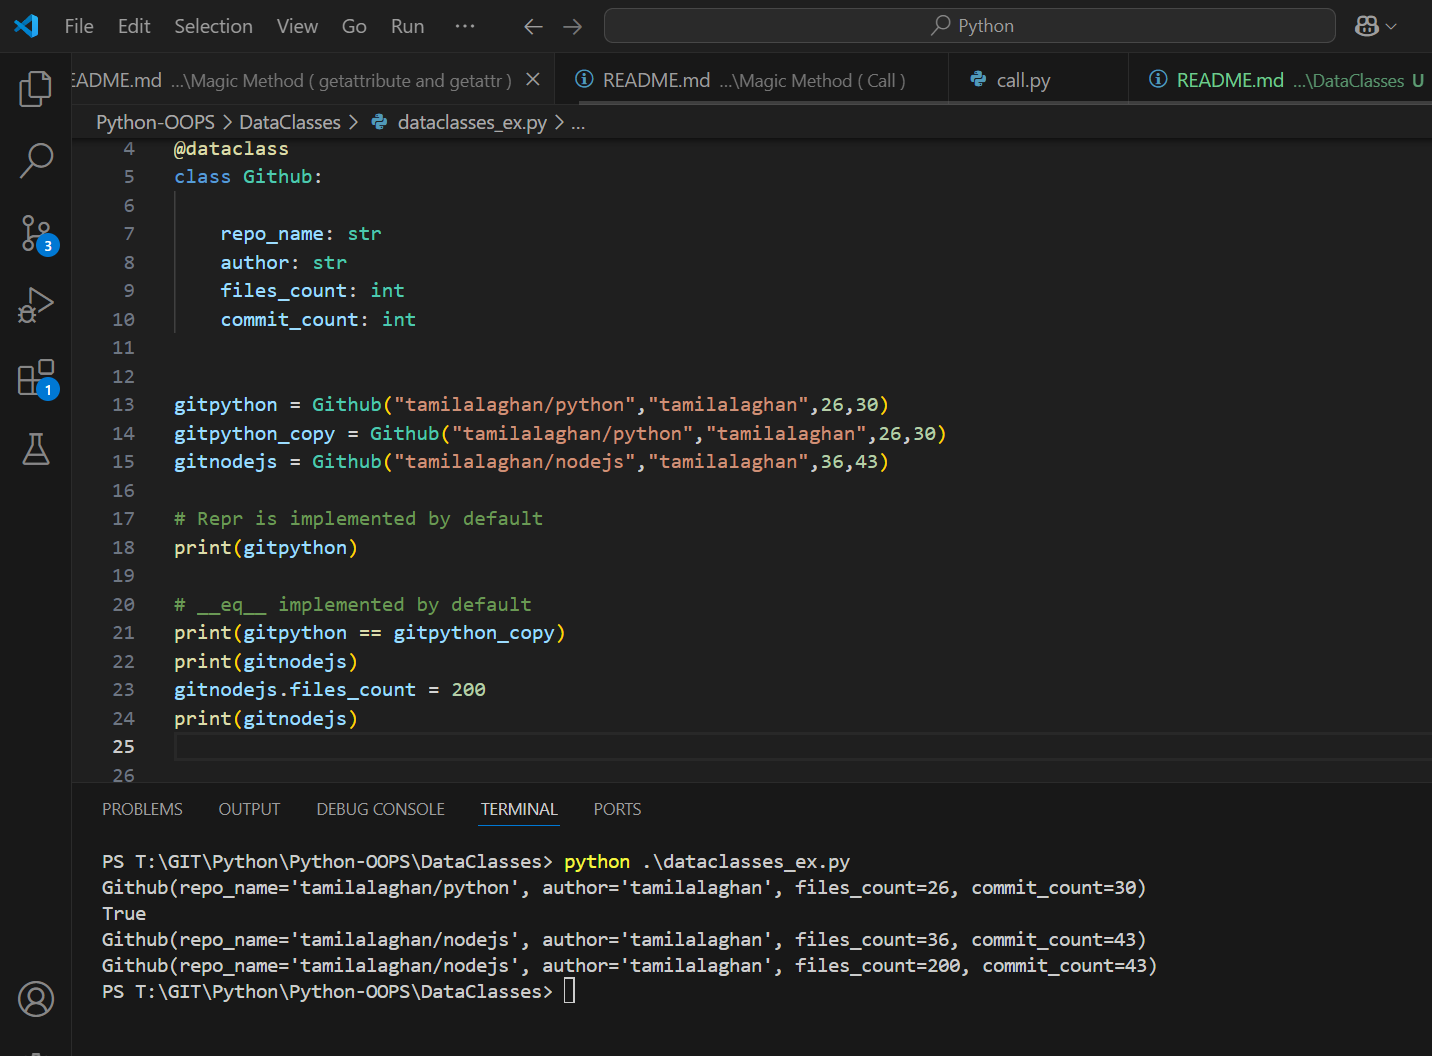 File Edit Selection View Go Run ··· Python
EADME.md ...\Magic Method ( getattribute and getattr ) README.md ...\Magic Method ( Call ) call.py README.md ...\DataClasses U
Python-OOPS > DataClasses > dataclasses_ex.py > ...
4 @dataclass
5 class Github:
6
7     repo_name: str
8     author: str
9     files_count: int
10     commit_count: int
11
12
13 gitpython = Github("tamilalaghan/python","tamilalaghan",26,30)
14 gitpython_copy = Github("tamilalaghan/python","tamilalaghan",26,30)
15 gitnodejs = Github("tamilalaghan/nodejs","tamilalaghan",36,43)
16
17 # Repr is implemented by default
18 print(gitpython)
19
20 # __eq__ implemented by default
21 print(gitpython == gitpython_copy)
22 print(gitnodejs)
23 gitnodejs.files_count = 200
24 print(gitnodejs)
25
26
3
1
PROBLEMS OUTPUT DEBUG CONSOLE TERMINAL PORTS
PS T:\GIT\Python\Python-OOPS\DataClasses> python .\dataclasses_ex.py
Github(repo_name='tamilalaghan/python', author='tamilalaghan', files_count=26, commit_count=30)
True
Github(repo_name='tamilalaghan/nodejs', author='tamilalaghan', files_count=36, commit_count=43)
Github(repo_name='tamilalaghan/nodejs', author='tamilalaghan', files_count=200, commit_count=43)
PS T:\GIT\Python\Python-OOPS\DataClasses>